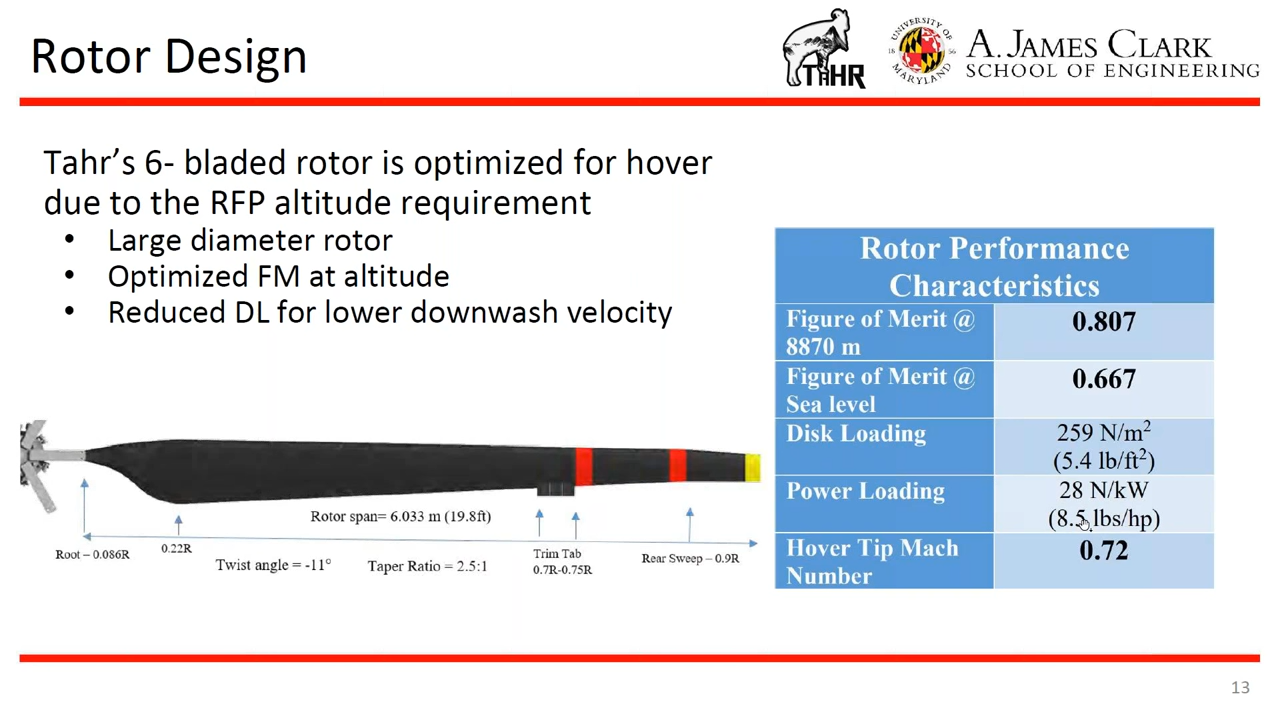 Rotor Design
TAHR
UNIVERSITY OF
MARYLAND
18 56
A. JAMES CLARK
SCHOOL OF ENGINEERING
Tahr’s 6- bladed rotor is optimized for hover
due to the RFP altitude requirement
• Large diameter rotor
• Optimized FM at altitude
• Reduced DL for lower downwash velocity
Rotor Performance
Characteristics
Figure of Merit @
8870 m
0.807
Figure of Merit @
Sea level
0.667
Disk Loading
259 N/m²
(5.4 lb/ft²)
Power Loading
28 N/kW
(8.5 lbs/hp)
Hover Tip Mach
Number
0.72
Rotor span= 6.033 m (19.8ft)
Root – 0.086R
0.22R
Twist angle = -11°
Taper Ratio = 2.5:1
Trim Tab
0.7R-0.75R
Rear Sweep – 0.9R
13